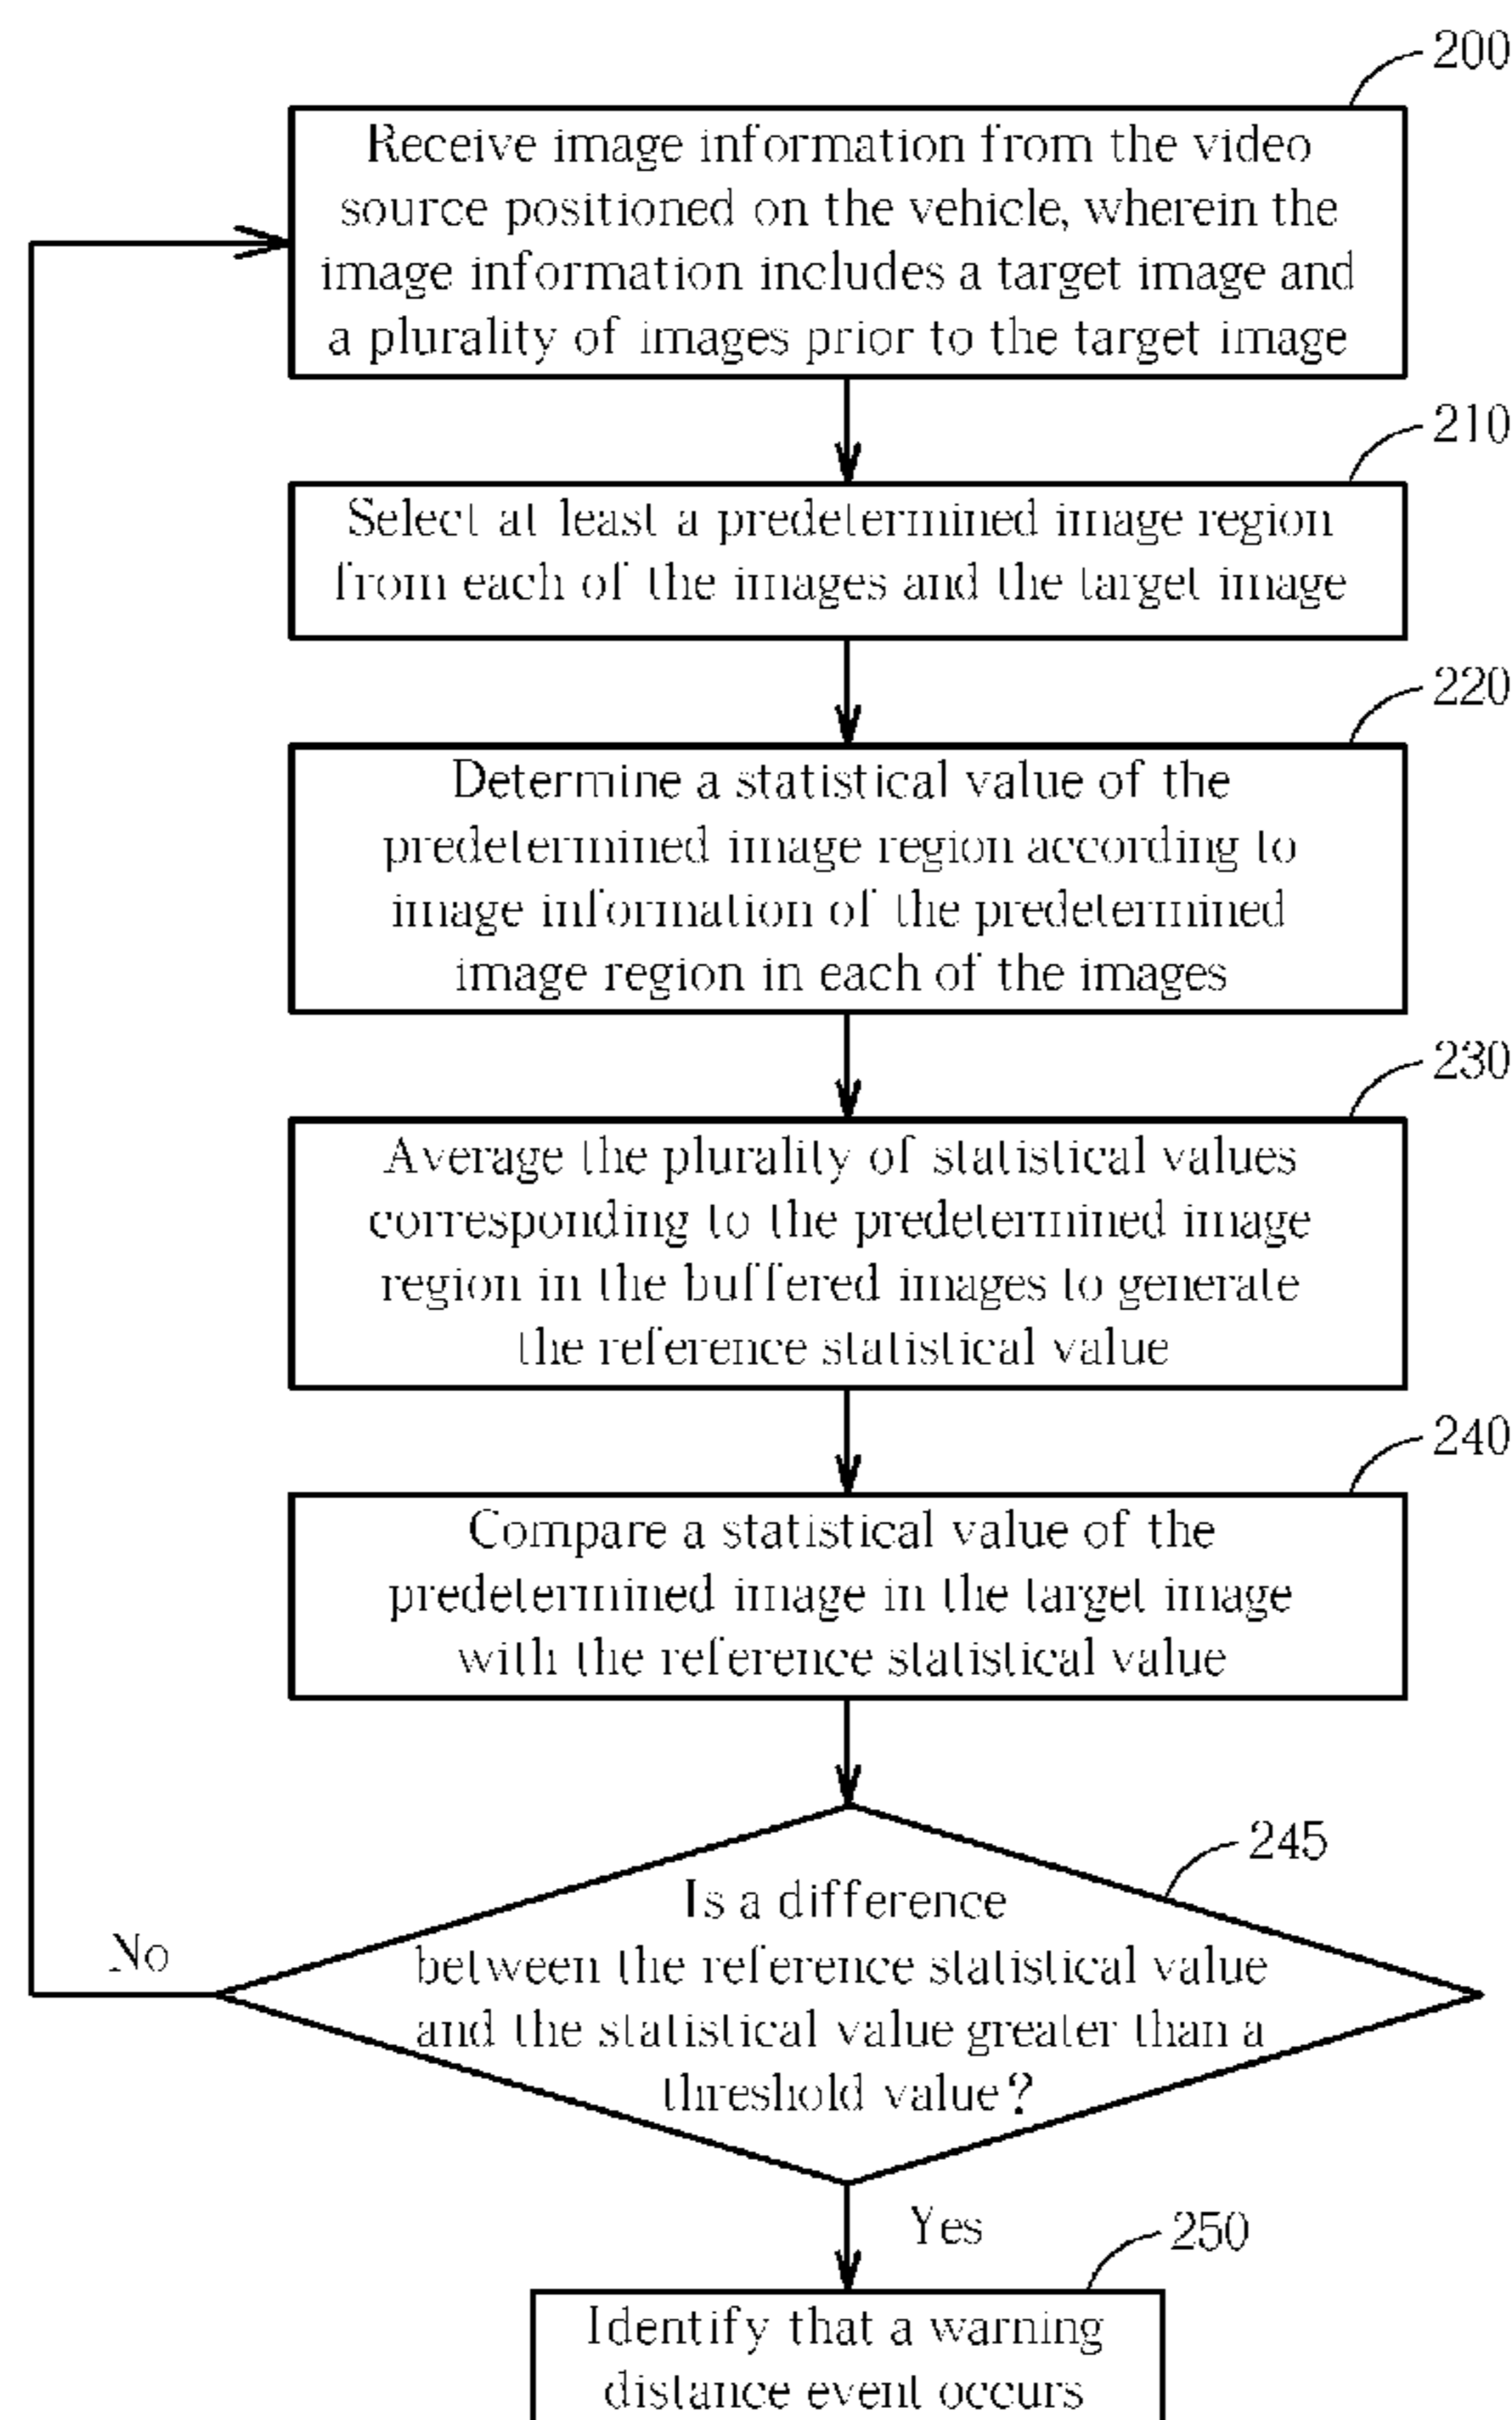 200
Receive image information from the video
source positioned on the vehicle, wherein the
image information includes a target image and
a plurality of images prior to the target image
210
Select at least a predetermined image region
from each of the images and the target image
220
Determine a statistical value of the
predetermined image region according to
image information of the predetermined
image region in each of the images
230
Average the plurality of statistical values
corresponding to the predetermined image
region in the buffered images to generate
the reference statistical value
240
Compare a statistical value of the
predetermined image in the target image
with the reference statistical value
245
Is a difference
between the reference statistical value
and the statistical value greater than a
threshold value?
No
Yes
250
Identify that a warning
distance event occurs